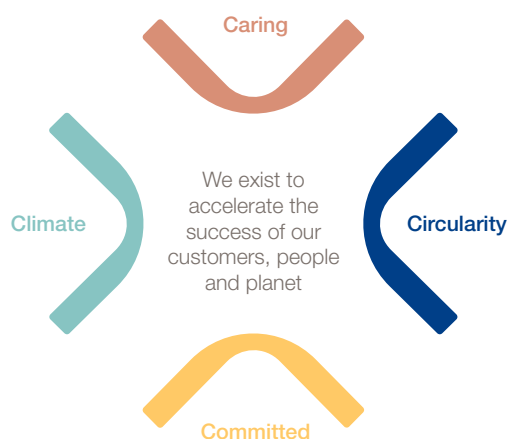 Caring
We exist to
accelerate the
success of our
customers, people
and planet
Climate
Circularity
Committed